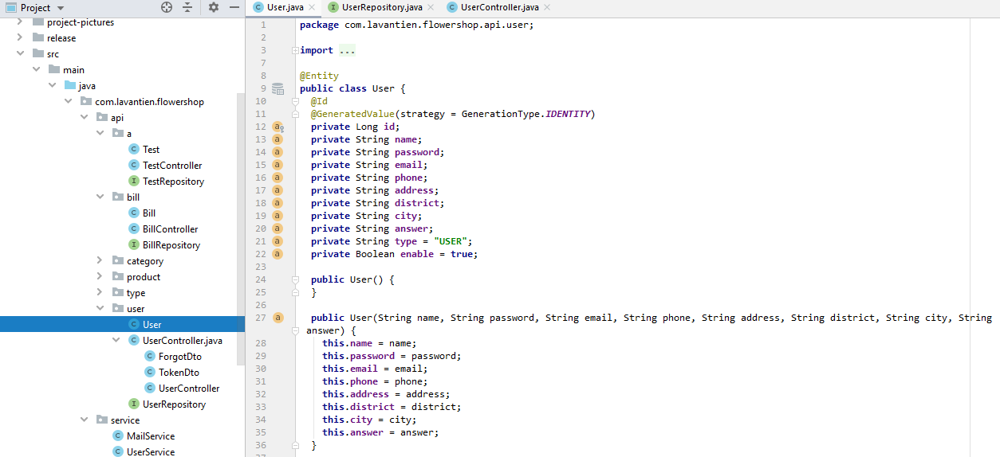 Project
User.java
UserRepository.java
UserController.java
project-pictures
release
src
main
java
com.lavantien.flowershop
api
a
Test
TestController
TestRepository
bill
Bill
BillController
BillRepository
category
product
type
user
User
UserController.java
ForgotDto
TokenDto
UserController
UserRepository
service
MailService
UserService
1 package com.lavantien.flowershop.api.user;
2
3 import ...
7
8 @Entity
9 public class User {
10 @Id
11 @GeneratedValue(strategy = GenerationType.IDENTITY)
12 private Long id;
13 private String name;
14 private String password;
15 private String email;
16 private String phone;
17 private String address;
18 private String district;
19 private String city;
20 private String answer;
21 private String type = "USER";
22 private Boolean enable = true;
23
24 public User() {
25 }
26
27 public User(String name, String password, String email, String phone, String address, String district, String city, String
answer) {
28 this.name = name;
29 this.password = password;
30 this.email = email;
31 this.phone = phone;
32 this.address = address;
33 this.district = district;
34 this.city = city;
35 this.answer = answer;
36 }